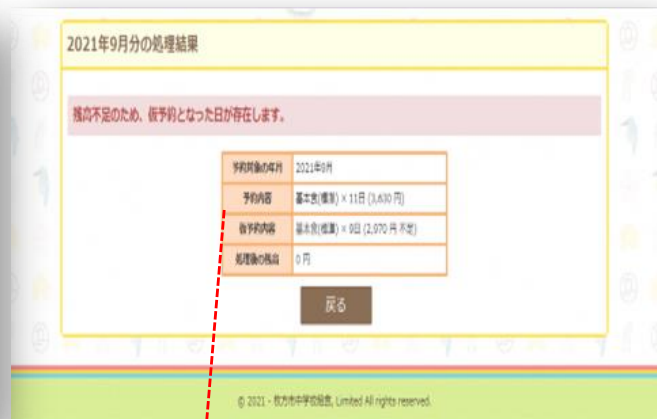 2021年9月分の処理結果
残高不足のため、仮予約となった日が存在します。
予約対象の年月 2021年9月
予約内容 基本食(標準) × 11日 (3,630 円)
仮予約内容 基本食(標準) × 9日 (2,970 円 不足)
処理後の残高 0 円
戻る
© 2021 - 枚方市中学校給食, Limited All rights reserved.